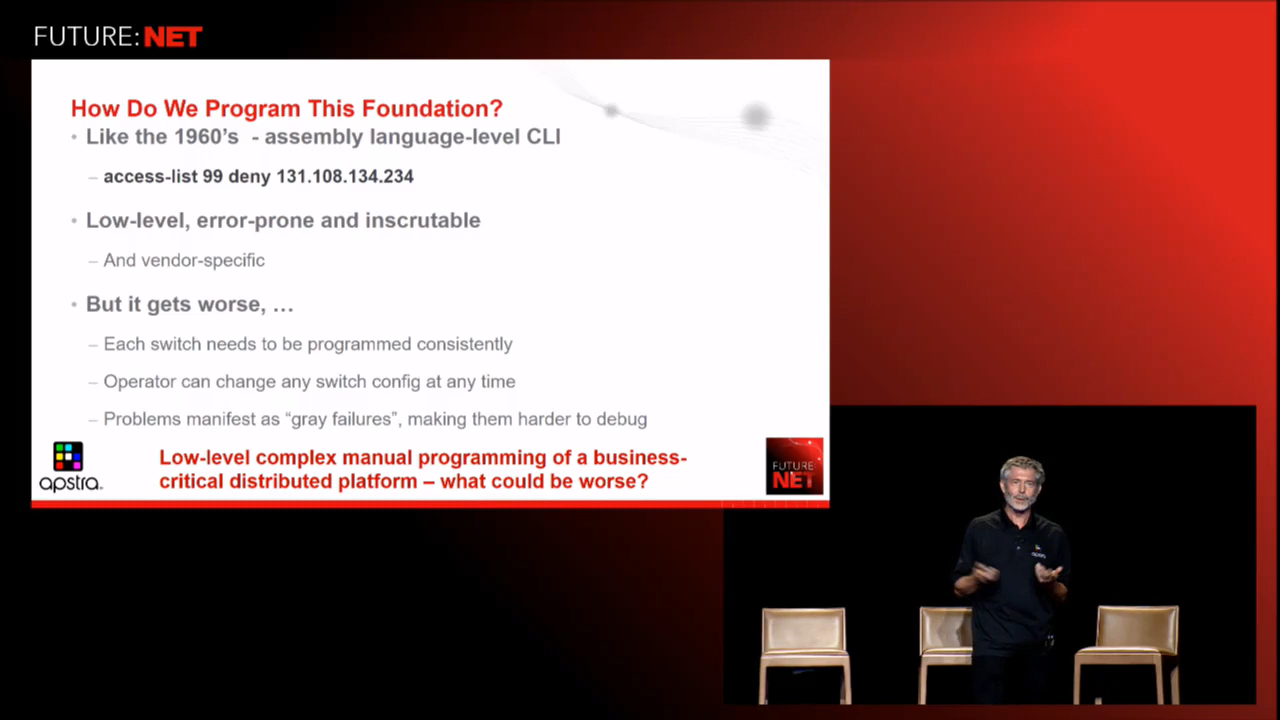 FUTURE:NET
How Do We Program This Foundation?
• Like the 1960's - assembly language-level CLI
– access-list 99 deny 131.108.134.234
• Low-level, error-prone and inscrutable
– And vendor-specific
• But it gets worse, …
– Each switch needs to be programmed consistently
– Operator can change any switch config at any time
– Problems manifest as “gray failures”, making them harder to debug
Low-level complex manual programming of a business-
critical distributed platform – what could be worse?
apstra.
FUTURE:
NET